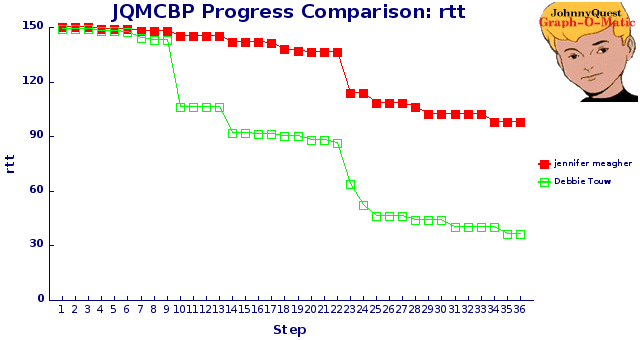 JQMCBP Progress Comparison: rtt
JohnnyQuest
Graph-O-Matic
150
120
90
60
30
0
rtt
jennifer meagher
Debbie Touw
1 2 3 4 5 6 7 8 9 10 11 12 13 14 15 16 17 18 19 20 21 22 23 24 25 26 27 28 29 30 31 32 33 34 35 36
Step